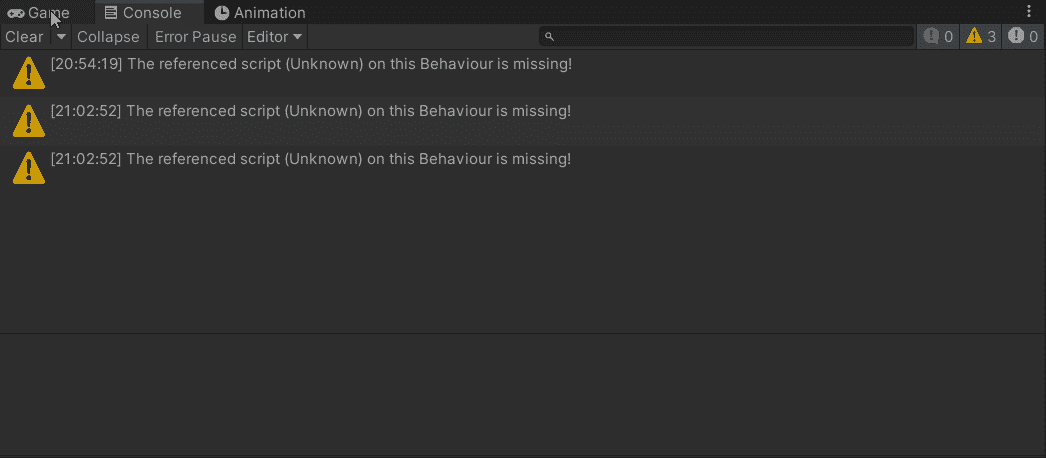 Game Console Animation
Clear Collapse Error Pause Editor 0 3 0
[20:54:19] The referenced script (Unknown) on this Behaviour is missing!
[21:02:52] The referenced script (Unknown) on this Behaviour is missing!
[21:02:52] The referenced script (Unknown) on this Behaviour is missing!